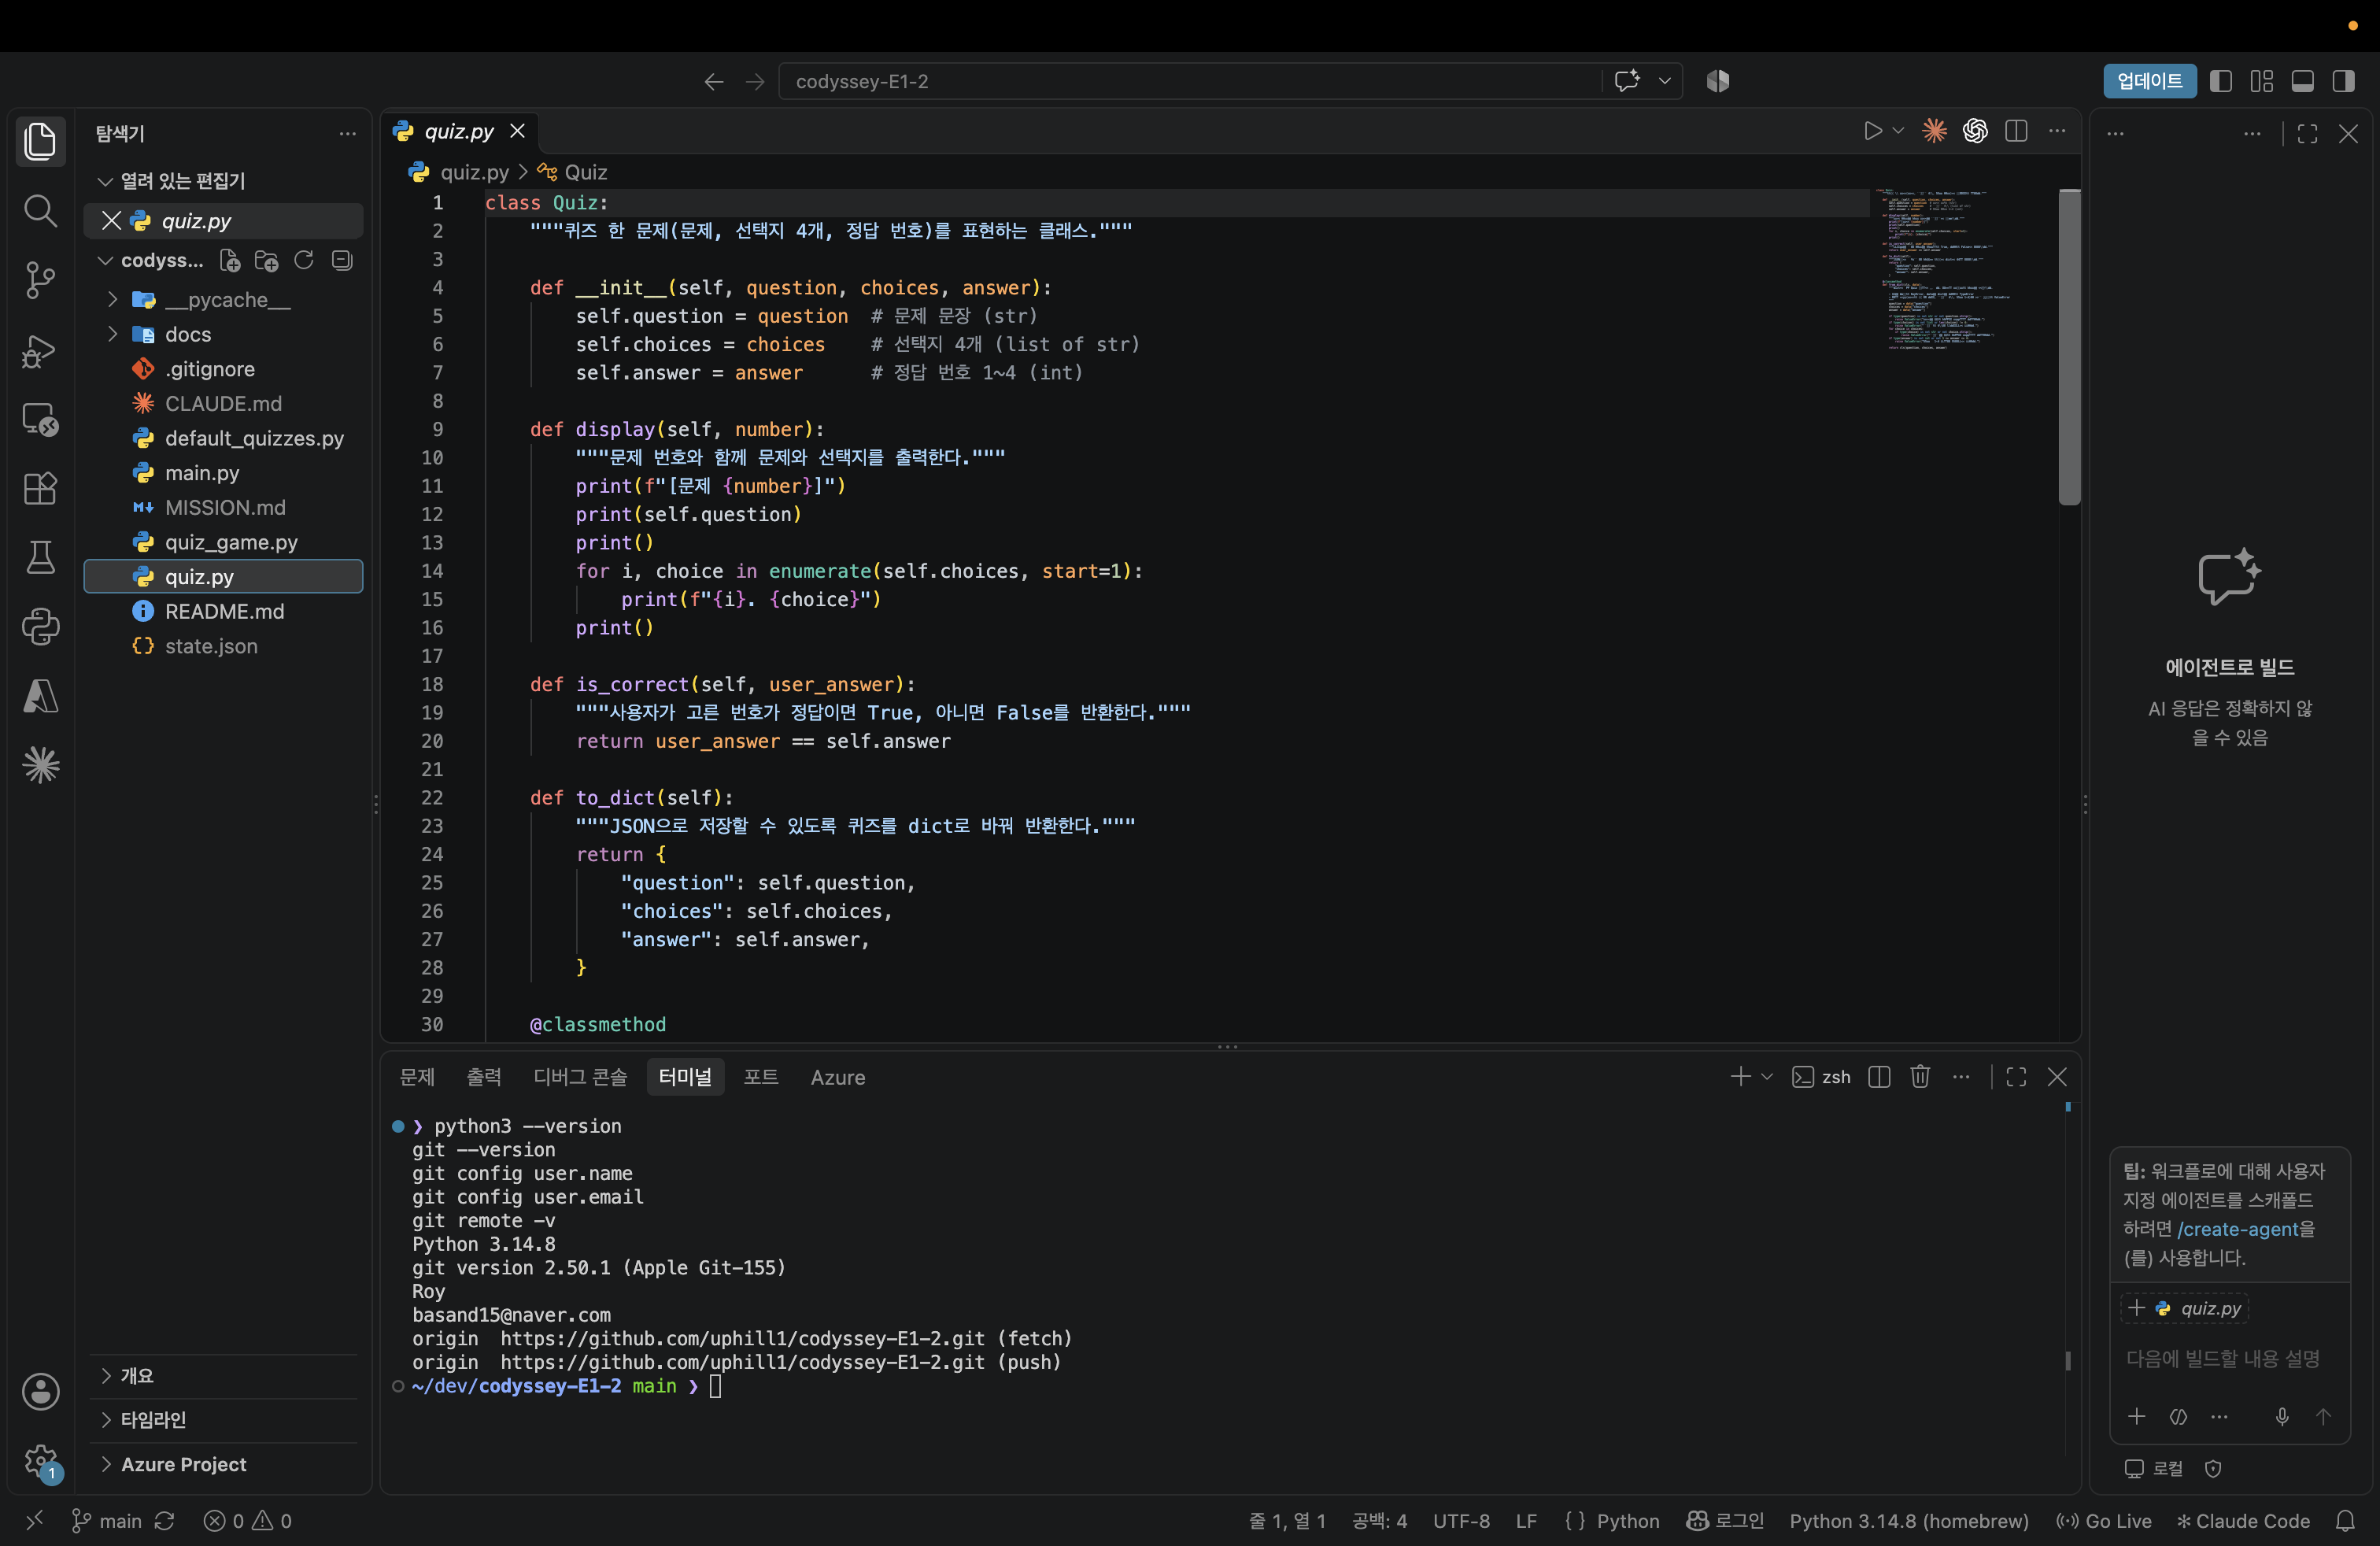 codyssey-E1-2
업데이트
탐색기
열려 있는 편집기
quiz.py
codyss...
__pycache__
docs
.gitignore
CLAUDE.md
default_quizzes.py
main.py
MISSION.md
quiz_game.py
quiz.py
README.md
state.json
개요
타임라인
Azure Project
1
quiz.py
quiz.py > Quiz
1 class Quiz:
2 """퀴즈 한 문제(문제, 선택지 4개, 정답 번호)를 표현하는 클래스."""
3
4 def __init__(self, question, choices, answer):
5 self.question = question # 문제 문장 (str)
6 self.choices = choices # 선택지 4개 (list of str)
7 self.answer = answer # 정답 번호 1~4 (int)
8
9 def display(self, number):
10 """문제 번호와 함께 문제와 선택지를 출력한다."""
11 print(f"[문제 {number}]")
12 print(self.question)
13 print()
14 for i, choice in enumerate(self.choices, start=1):
15 print(f"{i}. {choice}")
16 print()
17
18 def is_correct(self, user_answer):
19 """사용자가 고른 번호가 정답이면 True, 아니면 False를 반환한다."""
20 return user_answer == self.answer
21
22 def to_dict(self):
23 """JSON으로 저장할 수 있도록 퀴즈를 dict로 바꿔 반환한다."""
24 return {
25 "question": self.question,
26 "choices": self.choices,
27 "answer": self.answer,
28 }
29
30 @classmethod
문제 출력 디버그 콘솔 터미널 포트 Azure
zsh
❯ python3 --version
git --version
git config user.name
git config user.email
git remote -v
Python 3.14.8
git version 2.50.1 (Apple Git-155)
Roy
basand15@naver.com
origin https://github.com/uphill1/codyssey-E1-2.git (fetch)
origin https://github.com/uphill1/codyssey-E1-2.git (push)
~/dev/codyssey-E1-2 main ❯
에이전트로 빌드
AI 응답은 정확하지 않
을 수 있음
팁: 워크플로에 대해 사용자
지정 에이전트를 스캐폴드
하려면 /create-agent을
(를) 사용합니다.
quiz.py
다음에 빌드할 내용 설명
로컬
main 0 0
줄 1, 열 1 공백: 4 UTF-8 LF { } Python 로그인 Python 3.14.8 (homebrew) Go Live Claude Code